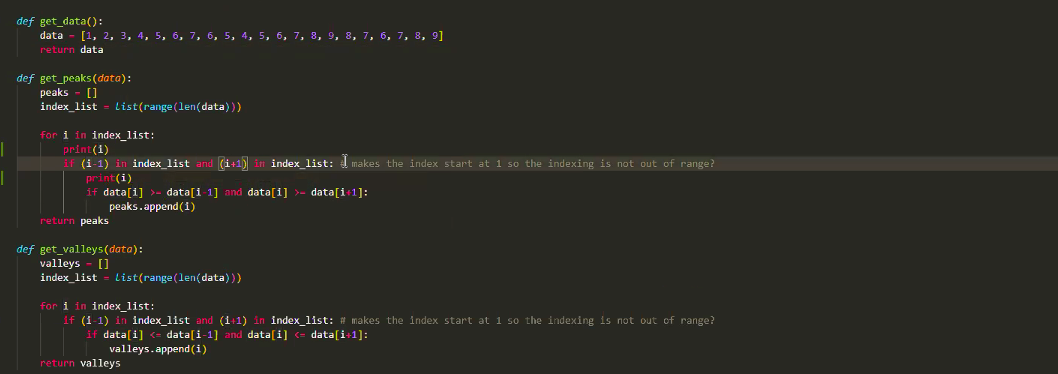 def get_data():
    data = [1, 2, 3, 4, 5, 6, 7, 6, 5, 4, 5, 6, 7, 8, 9, 8, 7, 6, 7, 8, 9]
    return data
def get_peaks(data):
    peaks = []
    index_list = list(range(len(data)))
    for i in index_list:
        print(i)
        if (i-1) in index_list and (i+1) in index_list: # makes the index start at 1 so the indexing is not out of range?
            print(i)
            if data[i] >= data[i-1] and data[i] >= data[i+1]:
                peaks.append(i)
    return peaks
def get_valleys(data):
    valleys = []
    index_list = list(range(len(data)))
    for i in index_list:
        if (i-1) in index_list and (i+1) in index_list: # makes the index start at 1 so the indexing is not out of range?
            if data[i] <= data[i-1] and data[i] <= data[i+1]:
                valleys.append(i)
    return valleys